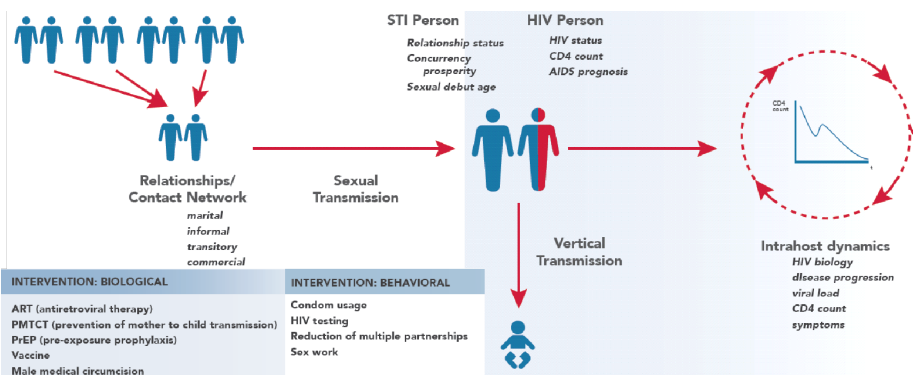 STI Person
Relationship status
Concurrency
prosperity
Sexual debut age
HIV Person
HIV status
CD4 count
AIDS prognosis
CD4
count
Relationships/
Contact Network
marital
informal
transitory
commercial
Sexual
Transmission
Vertical
Transmission
Intrahost dynamics
HIV biology
disease progression
viral load
CD4 count
symptoms
INTERVENTION: BIOLOGICAL
ART (antiretroviral therapy)
PMTCT (prevention of mother to child transmission)
PrEP (pre-exposure prophylaxis)
Vaccine
Male medical circumcision
INTERVENTION: BEHAVIORAL
Condom usage
HIV testing
Reduction of multiple partnerships
Sex work